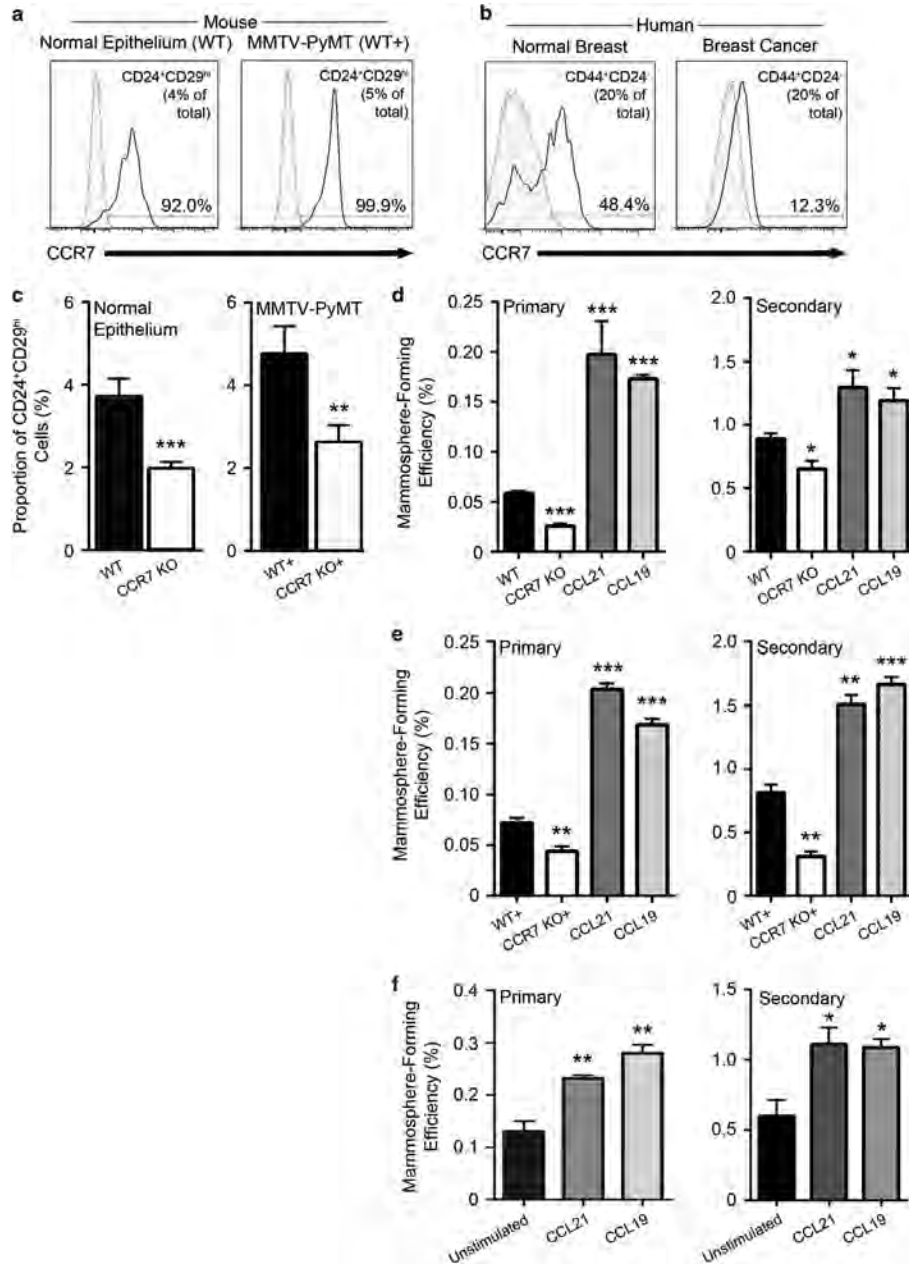 a
Mouse
Normal Epithelium (WT)
MMTV-PyMT (WT+)
CD24⁺CD29ʰⁱ
(4% of
total)
92.0%
CD24⁺CD29ʰⁱ
(5% of
total)
99.9%
CCR7
b
Human
Normal Breast
Breast Cancer
CD44⁺CD24⁻
(20% of
total)
48.4%
CD44⁺CD24⁻
(20% of
total)
12.3%
CCR7
c
Proportion of CD24⁺CD29ʰⁱ
Cells (%)
Normal
Epithelium
6
4
2
0
***
WT
CCR7 KO
MMTV-PyMT
6
4
2
0
**
WT+
CCR7 KO+
d
Mammosphere-Forming
Efficiency (%)
Primary
0.25
0.20
0.15
0.10
0.05
0
***
***
***
WT
CCR7 KO
CCL21
CCL19
Secondary
2.0
1.5
1.0
0.5
0
*
*
*
WT
CCR7 KO
CCL21
CCL19
e
Mammosphere-Forming
Efficiency (%)
Primary
0.25
0.20
0.15
0.10
0.05
0
**
***
***
WT+
CCR7 KO+
CCL21
CCL19
Secondary
2.0
1.5
1.0
0.5
0
**
**
***
WT+
CCR7 KO+
CCL21
CCL19
f
Mammosphere-Forming
Efficiency (%)
Primary
0.4
0.3
0.2
0.1
0
**
**
Unstimulated
CCL21
CCL19
Secondary
1.5
1.0
0.5
0
*
*
Unstimulated
CCL21
CCL19